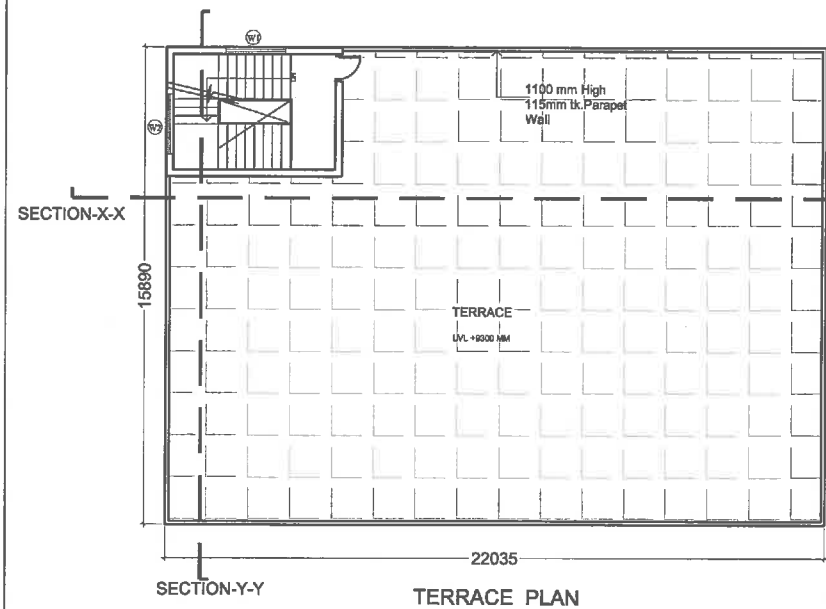 W1
1100 mm High
115mm tk.Parapet
Wall
W2
SECTION-X-X
15890
TERRACE
LVL +9300 MM
22035
SECTION-Y-Y
TERRACE PLAN